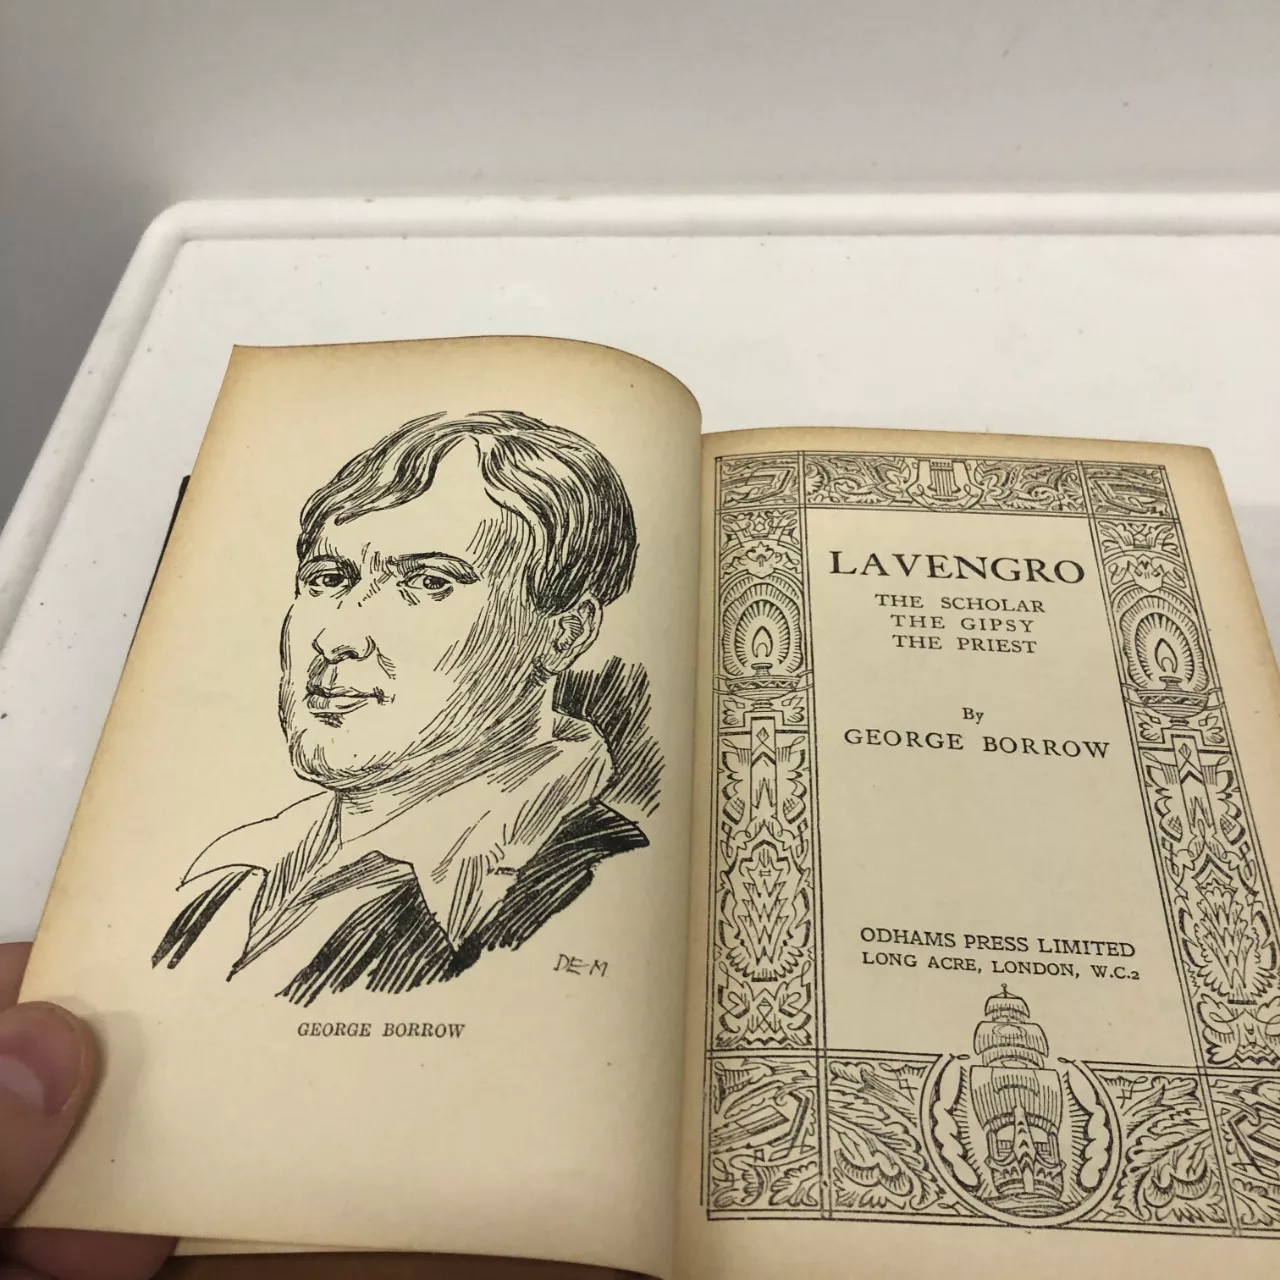 DE-M
GEORGE BORROW
LAVENGRO
THE SCHOLAR
THE GIPSY
THE PRIEST
By
GEORGE BORROW
ODHAMS PRESS LIMITED
LONG ACRE, LONDON, W.C.2